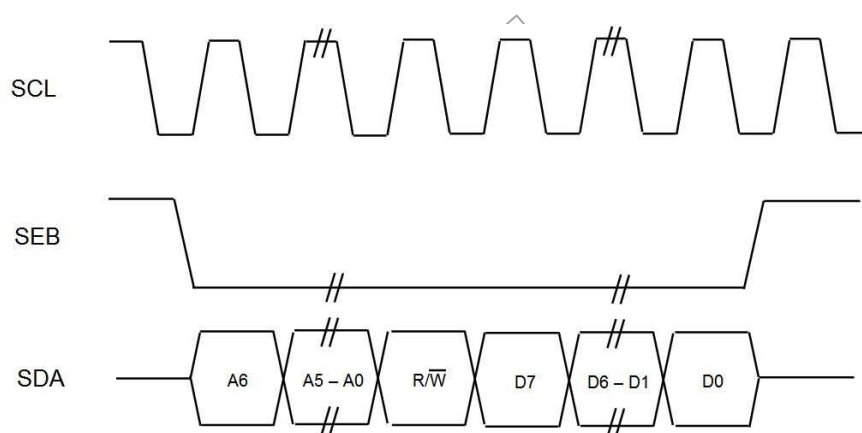 SCL
SEB
SDA
A6
A5 – A0
R/W̅
D7
D6 – D1
D0